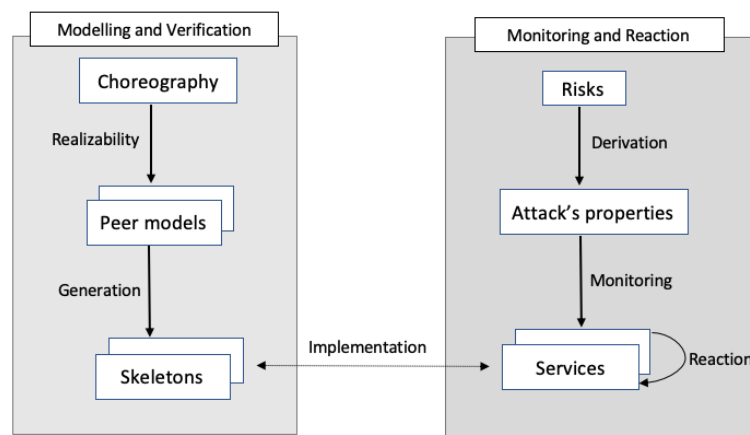 Modelling and Verification
Choreography
Realizability
Peer models
Generation
Skeletons
Implementation
Monitoring and Reaction
Risks
Derivation
Attack's properties
Monitoring
Services
Reaction